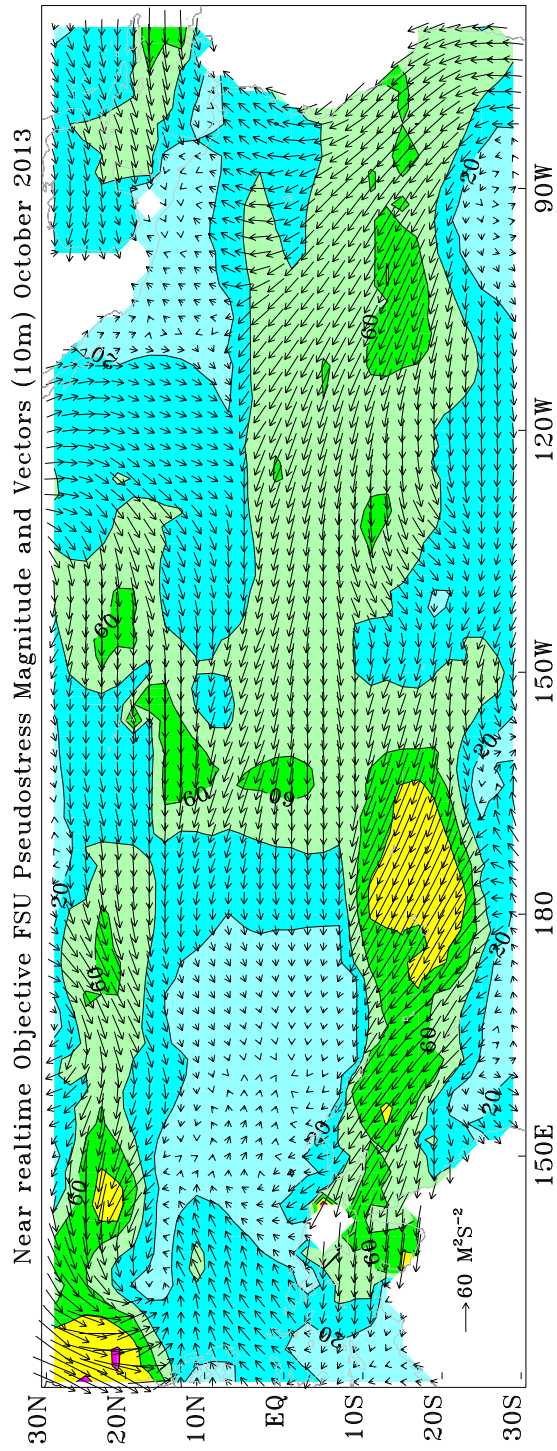 Near realtime Objective FSU Pseudostress Magnitude and Vectors (10m) October 2013
30N
20N
10N
EQ
10S
20S
30S
150E
180
150W
120W
90W
→60 M²S⁻²
60
60
60
60
60
60
60
60
20
20
20
20
20
20
20
20